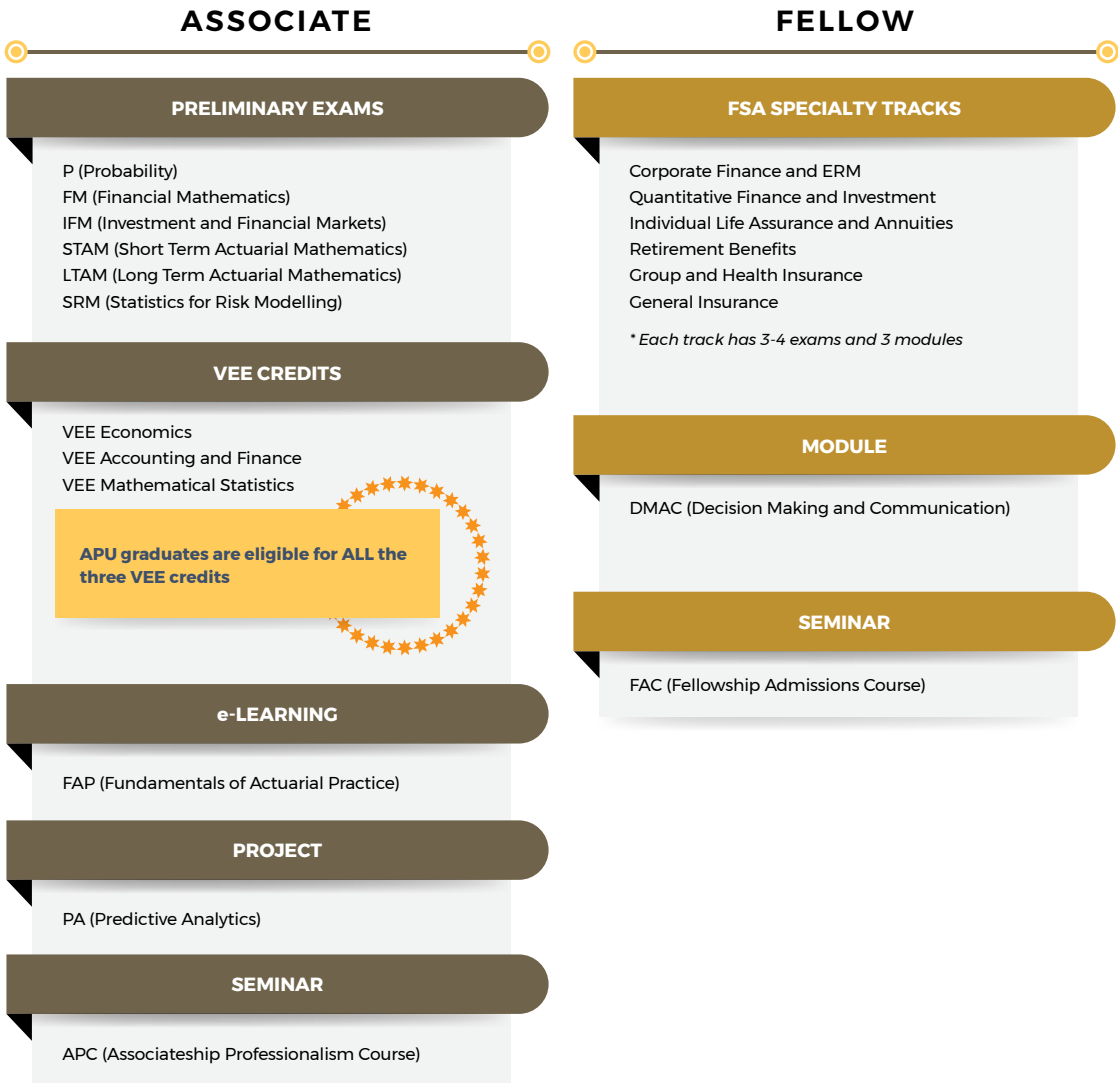 ASSOCIATE
PRELIMINARY EXAMS
P (Probability)
FM (Financial Mathematics)
IFM (Investment and Financial Markets)
STAM (Short Term Actuarial Mathematics)
LTAM (Long Term Actuarial Mathematics)
SRM (Statistics for Risk Modelling)
VEE CREDITS
VEE Economics
VEE Accounting and Finance
VEE Mathematical Statistics
APU graduates are eligible for ALL the
three VEE credits
e-LEARNING
FAP (Fundamentals of Actuarial Practice)
PROJECT
PA (Predictive Analytics)
SEMINAR
APC (Associateship Professionalism Course)
FELLOW
FSA SPECIALTY TRACKS
Corporate Finance and ERM
Quantitative Finance and Investment
Individual Life Assurance and Annuities
Retirement Benefits
Group and Health Insurance
General Insurance
* Each track has 3-4 exams and 3 modules
MODULE
DMAC (Decision Making and Communication)
SEMINAR
FAC (Fellowship Admissions Course)